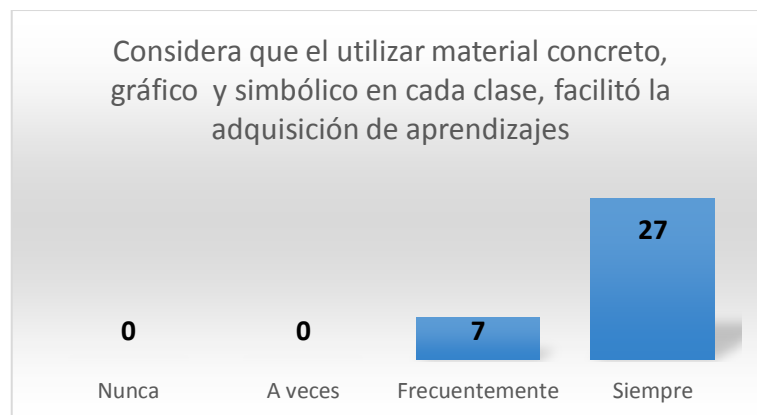 Considera que el utilizar material concreto,
gráfico y simbólico en cada clase, facilitó la
adquisición de aprendizajes
27
0 0 7
Nunca A veces Frecuentemente Siempre